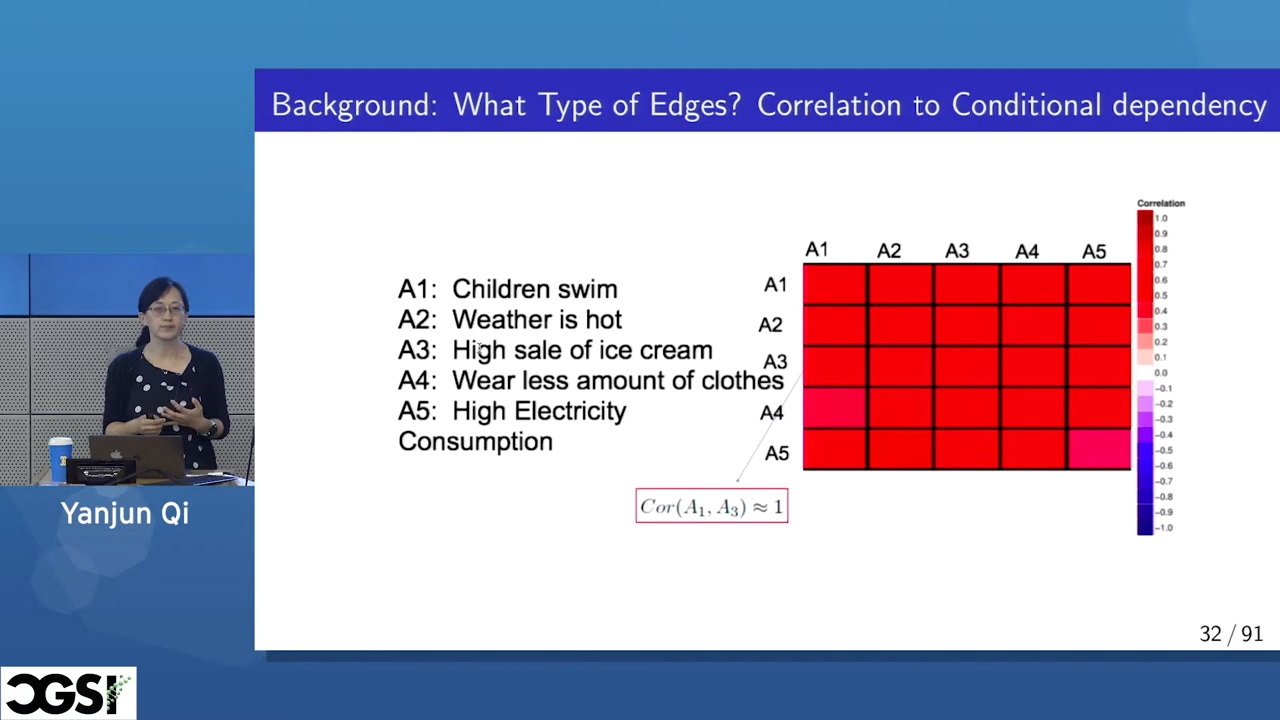 Background: What Type of Edges? Correlation to Conditional dependency
A1: Children swim
A2: Weather is hot
A3: High sale of ice cream
A4: Wear less amount of clothes
A5: High Electricity
Consumption
A1 A2 A3 A4 A5
A1
A2
A3
A4
A5
Cor(A₁, A₃) ≈ 1
Correlation
1.0
0.9
0.8
0.7
0.6
0.5
0.4
0.3
0.2
0.1
0.0
-0.1
-0.2
-0.3
-0.4
-0.5
-0.6
-0.7
-0.8
-0.9
-1.0
32 / 91
Yanjun Qi
CGSI